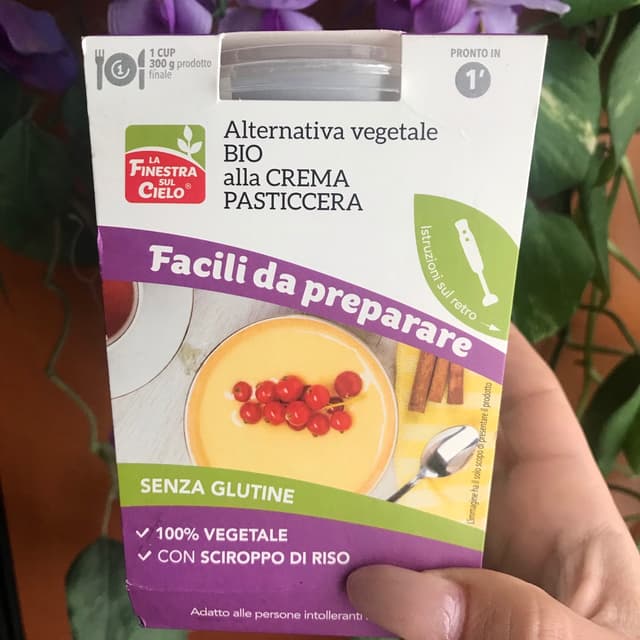 1 CUP
300 g prodotto
finale
1
PRONTO IN
1'
LA
FINESTRA
SUL
CIELO®
Alternativa vegetale
BIO
alla CREMA
PASTICCERA
Istruzioni sul retro
Facili da preparare
L'immagine ha il solo scopo di presentare il prodotto
SENZA GLUTINE
✓ 100% VEGETALE
✓ CON SCIROPPO DI RISO
Adatto alle persone intolleranti